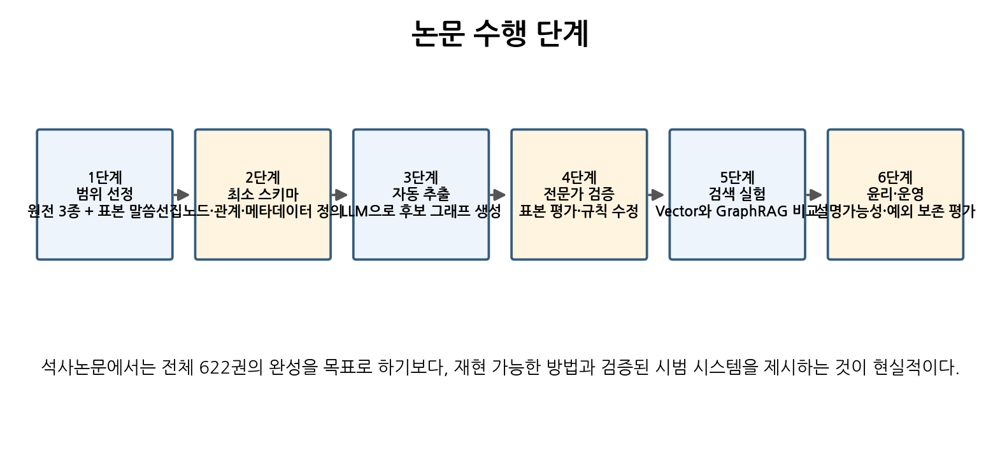 논문 수행 단계
1단계
범위 선정
원전 3종 + 표본 말씀선집
2단계
최소 스키마
노드·관계·메타데이터 정의
3단계
자동 추출
LLM으로 후보 그래프 생성
4단계
전문가 검증
표본 평가·규칙 수정
5단계
검색 실험
Vector와 GraphRAG 비교
6단계
윤리·운영
설명가능성·예외 보존 평가
석사논문에서는 전체 622권의 완성을 목표로 하기보다, 재현 가능한 방법과 검증된 시범 시스템을 제시하는 것이 현실적이다.